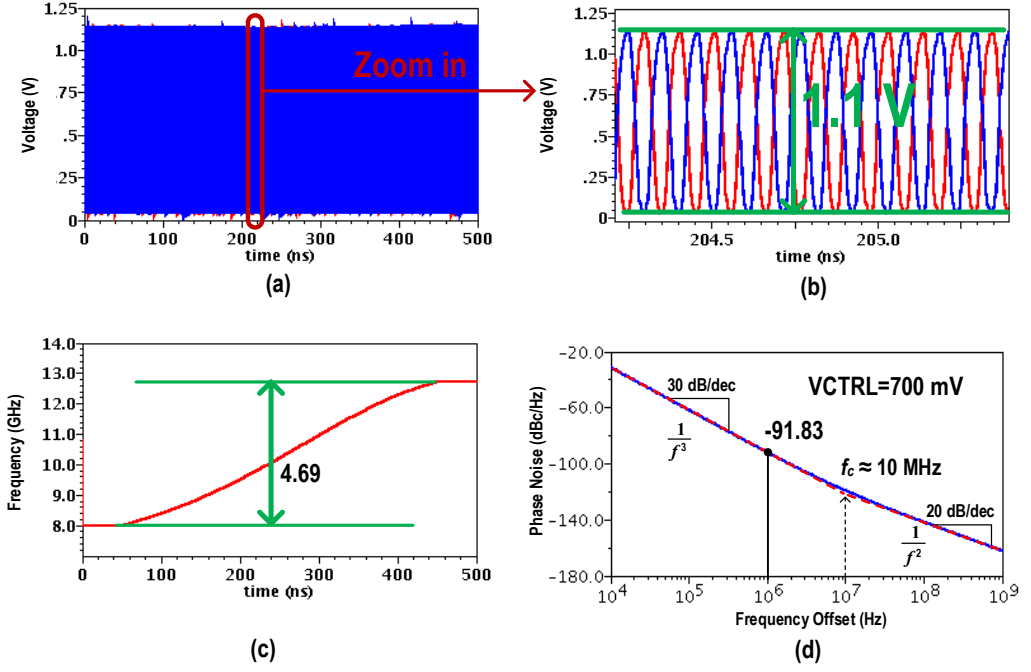 1.25
1.0
.75
.5
.25
0
Voltage (V)
0
100
200
300
400
500
time (ns)
Zoom in
(a)
1.25
1.0
.75
.5
.25
0
Voltage (V)
1.1 V
204.5
205.0
time (ns)
(b)
14.0
13.0
12.0
11.0
10.0
9.0
8.0
Frequency (GHz)
4.69
0
100
200
300
400
500
time (ns)
(c)
-20.0
-60.0
-100.0
-140.0
-180.0
Phase Noise (dBc/Hz)
30 dB/dec
VCTRL=700 mV
1/f³
-91.83
fc ≈ 10 MHz
20 dB/dec
1/f²
10⁴
10⁵
10⁶
10⁷
10⁸
10⁹
Frequency Offset (Hz)
(d)